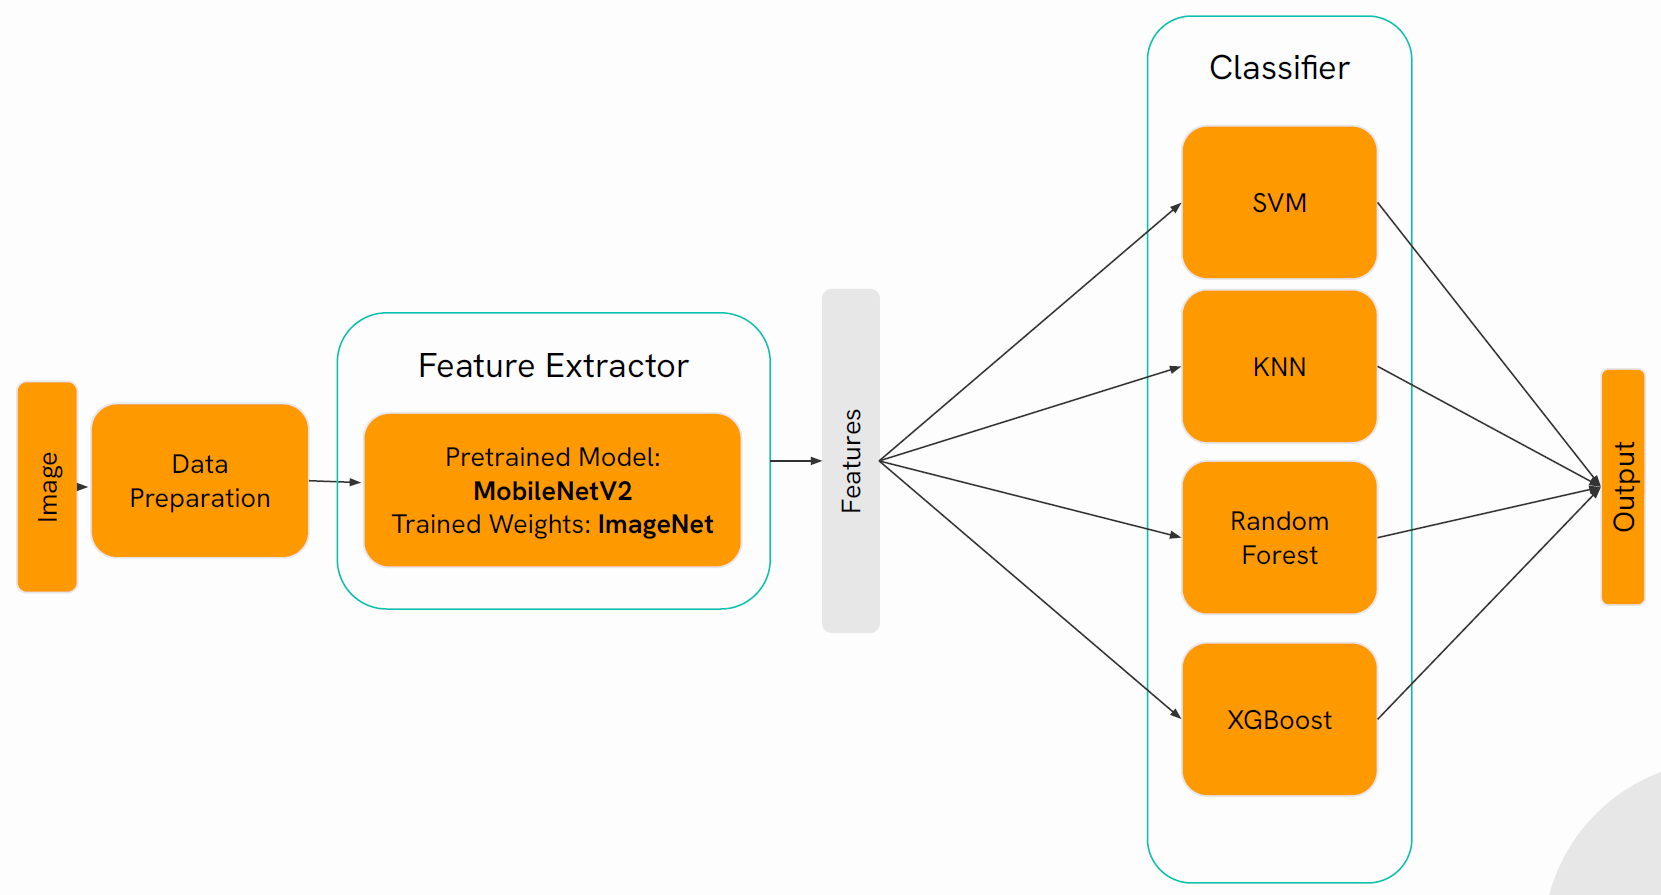 Image
Data
Preparation
Feature Extractor
Pretrained Model:
MobileNetV2
Trained Weights: ImageNet
Features
Classifier
SVM
KNN
Random
Forest
XGBoost
Output